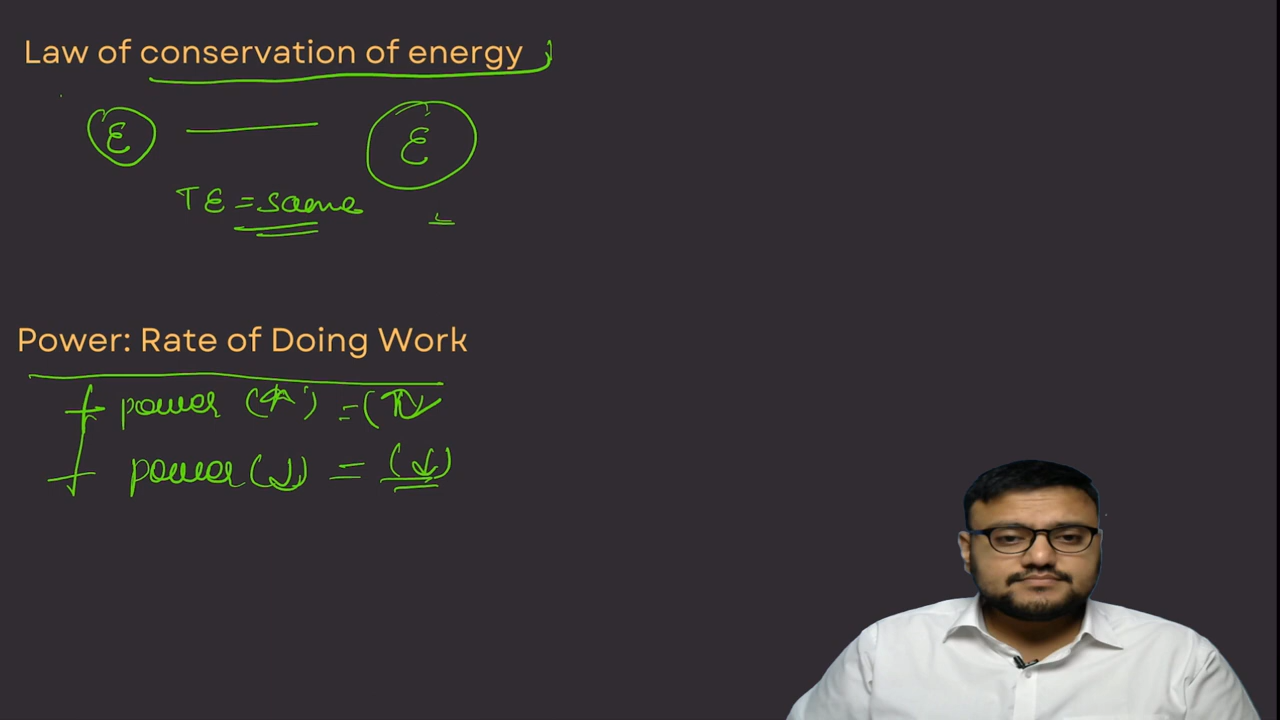 Law of conservation of energy
E E
TE = same
Power: Rate of Doing Work
power (↑) = (↑)
power (↓) = (↓)